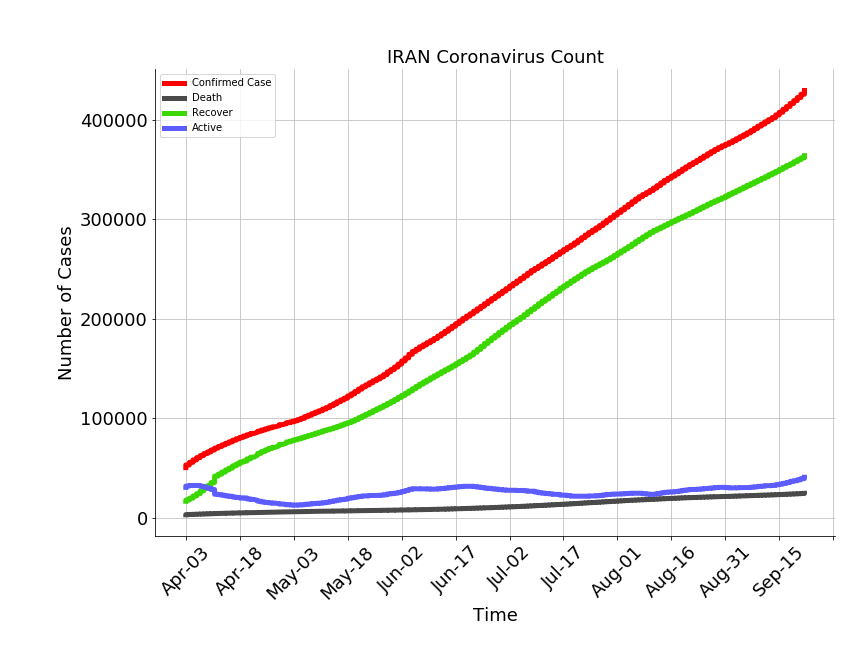 IRAN Coronavirus Count
Confirmed Case
Death
Recover
Active
Number of Cases
400000
300000
200000
100000
0
Apr-03
Apr-18
May-03
May-18
Jun-02
Jun-17
Jul-02
Jul-17
Aug-01
Aug-16
Aug-31
Sep-15
Time